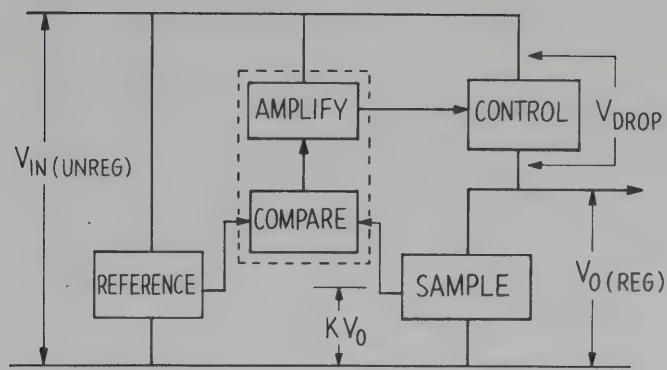 AMPLIFY
CONTROL
V_DROP
V_IN (UNREG)
COMPARE
REFERENCE
SAMPLE
V_O (REG)
KV_O